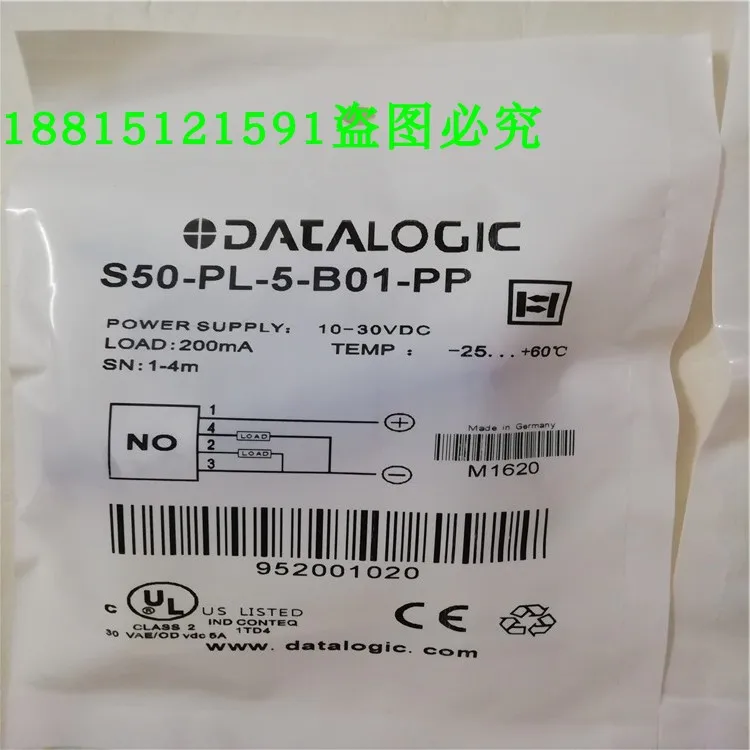 18815121591盗图必究
DATALOGIC
S50-PL-5-B01-PP
POWER SUPPLY: 10-30VDC
LOAD:200mA TEMP : -25...+60℃
SN:1-4m
NO
1
4 LOAD
2 LOAD
3
+
−
Made in Germany
M1620
952001020
C UL US LISTED
CLASS 2 IND CONTEQ
30 VAE/OD vdc 5A 1TD4
CE
www.datalogic.com